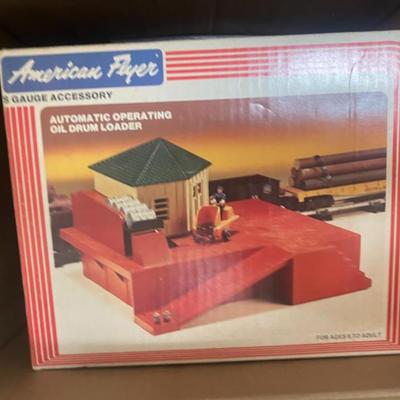 American Flyer
S GAUGE ACCESSORY
AUTOMATIC OPERATING
OIL DRUM LOADER
FOR AGES 8 TO ADULT